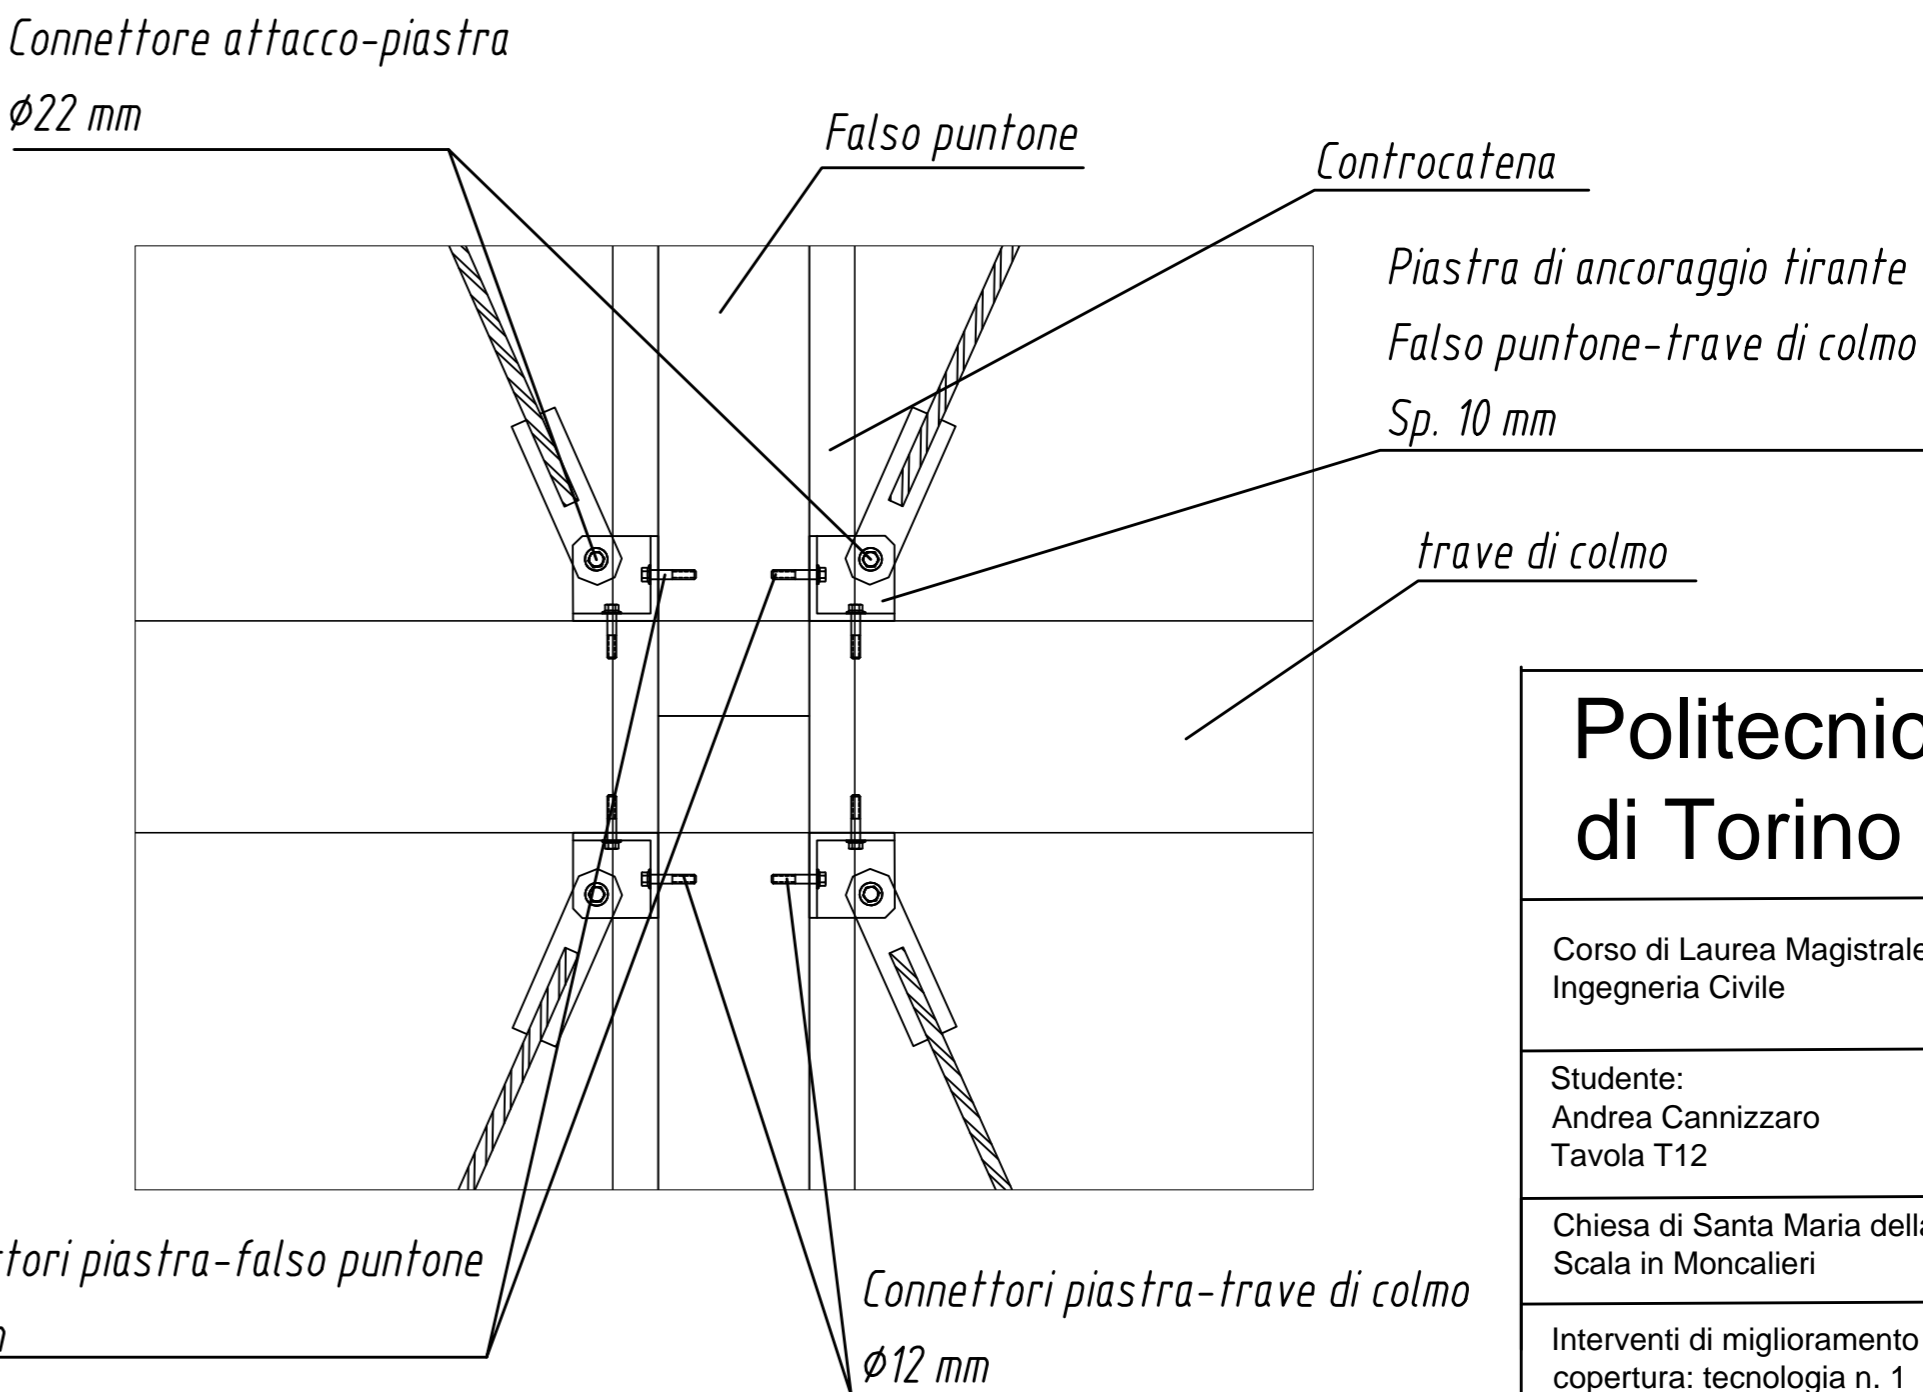 Connettore attacco-piastra
ϕ22 mm
Falso puntone
Controcatena
Piastra di ancoraggio tirante
Falso puntone-trave di colmo
Sp. 10 mm
trave di colmo
Politecnic
di Torino
Corso di Laurea Magistrale
Ingegneria Civile
Studente:
Andrea Cannizzaro
Tavola T12
Chiesa di Santa Maria della
Scala in Moncalieri
Interventi di miglioramento
copertura: tecnologia n. 1
piastra-falso puntone
Connettori piastra-trave di colmo
ϕ12 mm